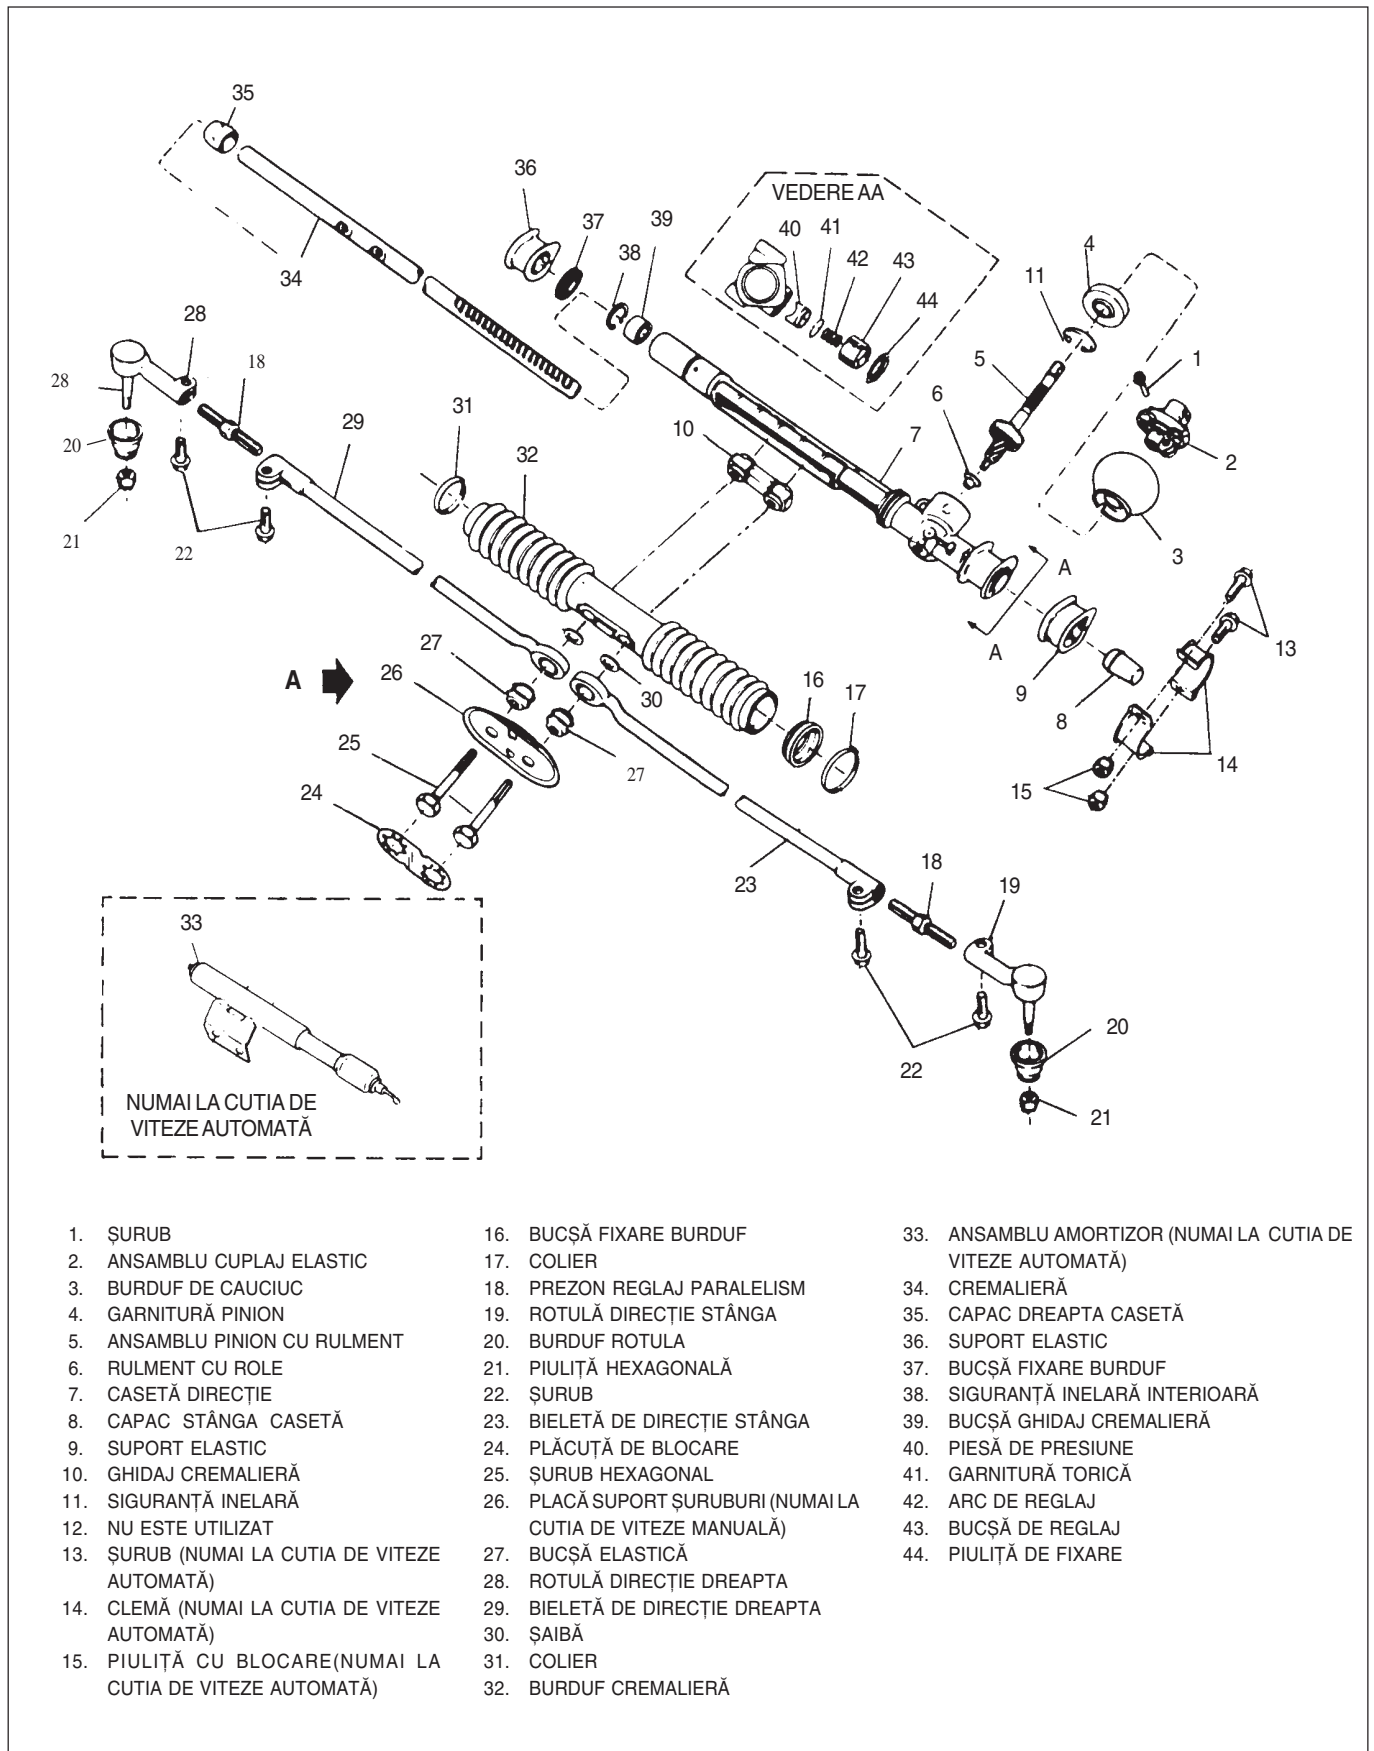 35
36
37
39
38
34
VEDERE AA
40
41
42
43
44
4
11
5
1
6
2
3
7
10
28
18
28
29
20
21
22
31
32
A
A
13
9
8
14
15
27
26
30
A
25
27
24
16
17
23
18
19
22
20
21
33
NUMAI LA CUTIA DE
VITEZE AUTOMATĂ
1. ȘURUB
2. ANSAMBLU CUPLAJ ELASTIC
3. BURDUF DE CAUCIUC
4. GARNITURĂ PINION
5. ANSAMBLU PINION CU RULMENT
6. RULMENT CU ROLE
7. CASETĂ DIRECȚIE
8. CAPAC STÂNGA CASETĂ
9. SUPORT ELASTIC
10. GHIDAJ CREMALIERĂ
11. SIGURANȚĂ INELARĂ
12. NU ESTE UTILIZAT
13. ȘURUB (NUMAI LA CUTIA DE VITEZE
AUTOMATĂ)
14. CLEMĂ (NUMAI LA CUTIA DE VITEZE
AUTOMATĂ)
15. PIULIȚĂ CU BLOCARE(NUMAI LA
CUTIA DE VITEZE AUTOMATĂ)
16. BUCȘĂ FIXARE BURDUF
17. COLIER
18. PREZON REGLAJ PARALELISM
19. ROTULĂ DIRECȚIE STÂNGA
20. BURDUF ROTULA
21. PIULIȚĂ HEXAGONALĂ
22. ȘURUB
23. BIELETĂ DE DIRECȚIE STÂNGA
24. PLĂCUȚĂ DE BLOCARE
25. ȘURUB HEXAGONAL
26. PLACĂ SUPORT ȘURUBURI (NUMAI LA
CUTIA DE VITEZE MANUALĂ)
27. BUCȘĂ ELASTICĂ
28. ROTULĂ DIRECȚIE DREAPTA
29. BIELETĂ DE DIRECȚIE DREAPTA
30. ȘAIBĂ
31. COLIER
32. BURDUF CREMALIERĂ
33. ANSAMBLU AMORTIZOR (NUMAI LA CUTIA DE
VITEZE AUTOMATĂ)
34. CREMALIERĂ
35. CAPAC DREAPTA CASETĂ
36. SUPORT ELASTIC
37. BUCȘĂ FIXARE BURDUF
38. SIGURANȚĂ INELARĂ INTERIOARĂ
39. BUCȘĂ GHIDAJ CREMALIERĂ
40. PIESĂ DE PRESIUNE
41. GARNITURĂ TORICĂ
42. ARC DE REGLAJ
43. BUCȘĂ DE REGLAJ
44. PIULIȚĂ DE FIXARE